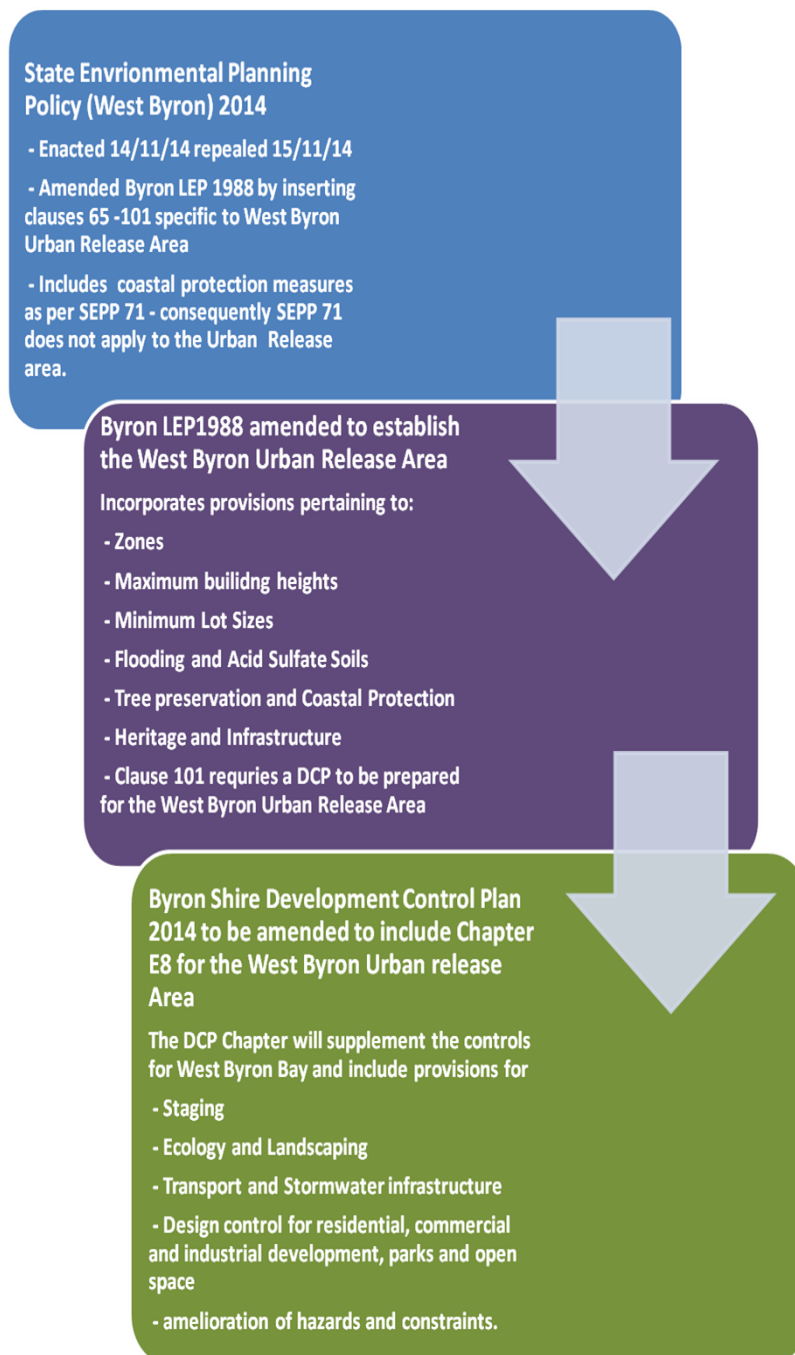 State Envrionmental Planning
Policy (West Byron) 2014
- Enacted 14/11/14 repealed 15/11/14
- Amended Byron LEP 1988 by inserting
clauses 65 -101 specific to West Byron
Urban Release Area
- Includes coastal protection measures
as per SEPP 71 - consequently SEPP 71
does not apply to the Urban Release
area.
Byron LEP1988 amended to establish
the West Byron Urban Release Area
Incorporates provisions pertaining to:
- Zones
- Maximum builidng heights
- Minimum Lot Sizes
- Flooding and Acid Sulfate Soils
- Tree preservation and Coastal Protection
- Heritage and Infrastructure
- Clause 101 requries a DCP to be prepared
for the West Byron Urban Release Area
Byron Shire Development Control Plan
2014 to be amended to include Chapter
E8 for the West Byron Urban release
Area
The DCP Chapter will supplement the controls
for West Byron Bay and include provisions for
- Staging
- Ecology and Landscaping
- Transport and Stormwater infrastructure
- Design control for residential, commercial
and industrial development, parks and open
space
- amelioration of hazards and constraints.